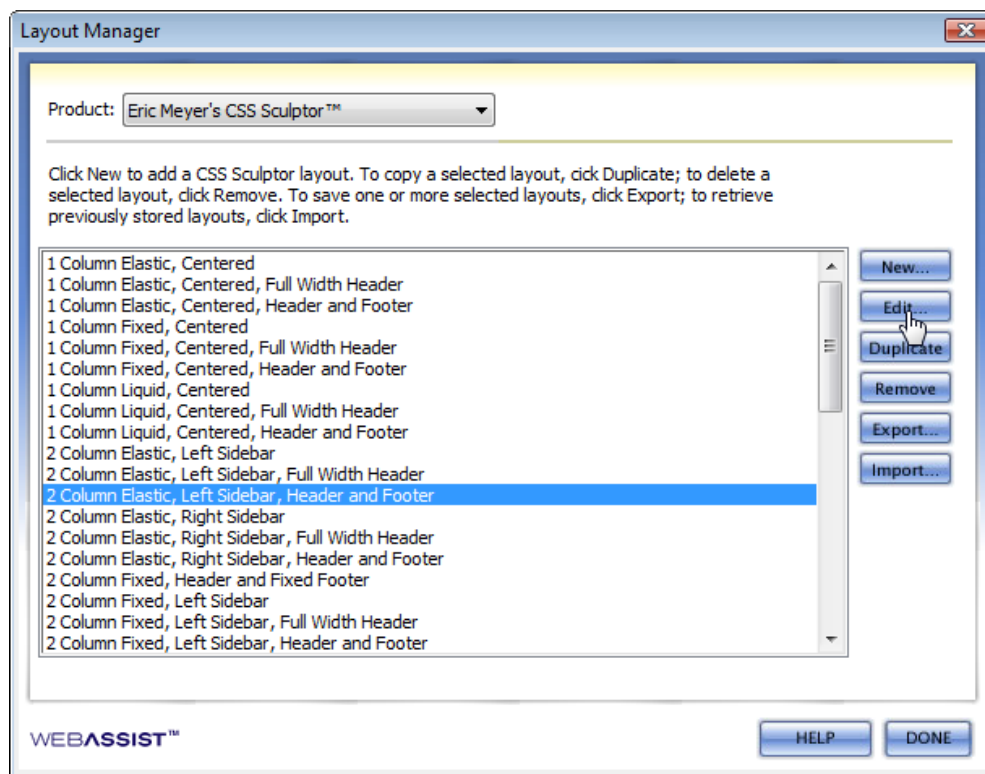 Layout Manager
Product: Eric Meyer's CSS Sculptor™
Click New to add a CSS Sculptor layout. To copy a selected layout, cick Duplicate; to delete a
selected layout, click Remove. To save one or more selected layouts, click Export; to retrieve
previously stored layouts, click Import.
1 Column Elastic, Centered
1 Column Elastic, Centered, Full Width Header
1 Column Elastic, Centered, Header and Footer
1 Column Fixed, Centered
1 Column Fixed, Centered, Full Width Header
1 Column Fixed, Centered, Header and Footer
1 Column Liquid, Centered
1 Column Liquid, Centered, Full Width Header
1 Column Liquid, Centered, Header and Footer
2 Column Elastic, Left Sidebar
2 Column Elastic, Left Sidebar, Full Width Header
2 Column Elastic, Left Sidebar, Header and Footer
2 Column Elastic, Right Sidebar
2 Column Elastic, Right Sidebar, Full Width Header
2 Column Elastic, Right Sidebar, Header and Footer
2 Column Fixed, Header and Fixed Footer
2 Column Fixed, Left Sidebar
2 Column Fixed, Left Sidebar, Full Width Header
2 Column Fixed, Left Sidebar, Header and Footer
New...
Edit...
Duplicate
Remove
Export...
Import...
WEBASSIST™
HELP
DONE